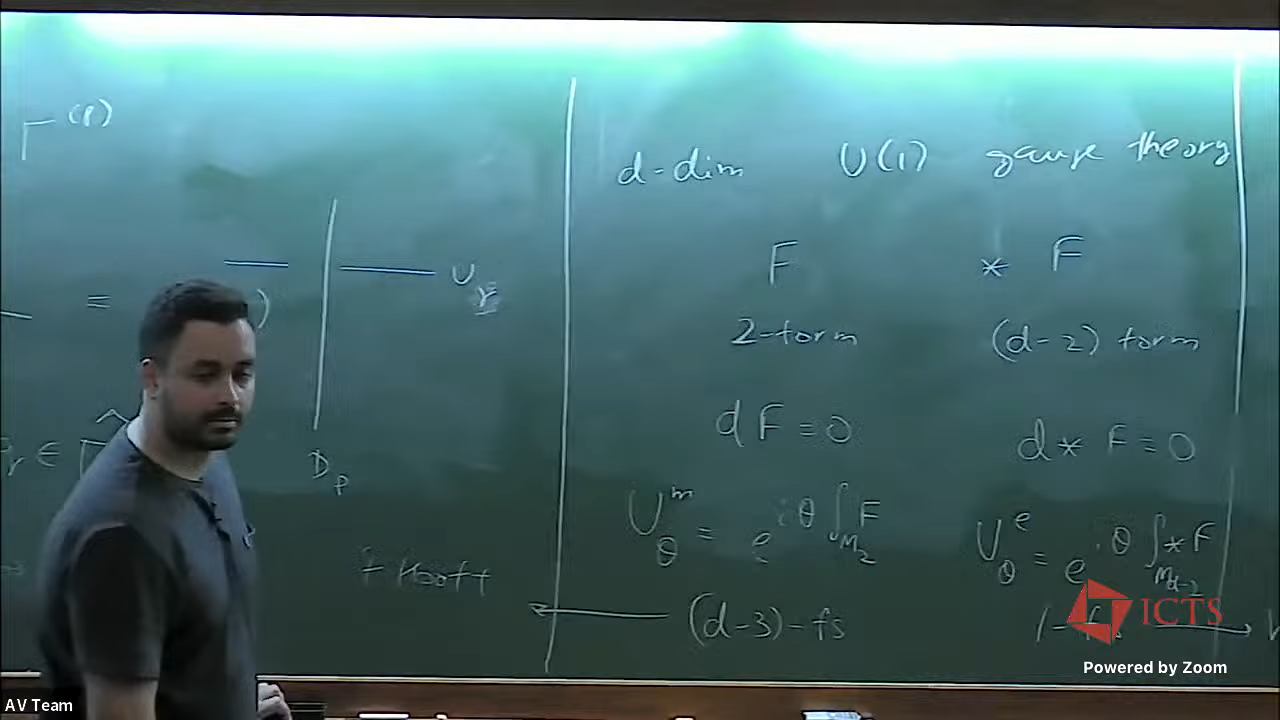 Γ^(p)
d-dim U(1) gauge theory
F * F
= ) U_γ
2-form (d-2) form
dF = 0 d * F = 0
∈ Γ^ D_p
U^m_θ = e^{iθ ∫_{M_2} F} U^e_θ = e^{iθ ∫_{M_{d-2}} * F}
't Hooft ← (d-3)-fs 1-fs →
ICTS
Powered by Zoom
AV Team